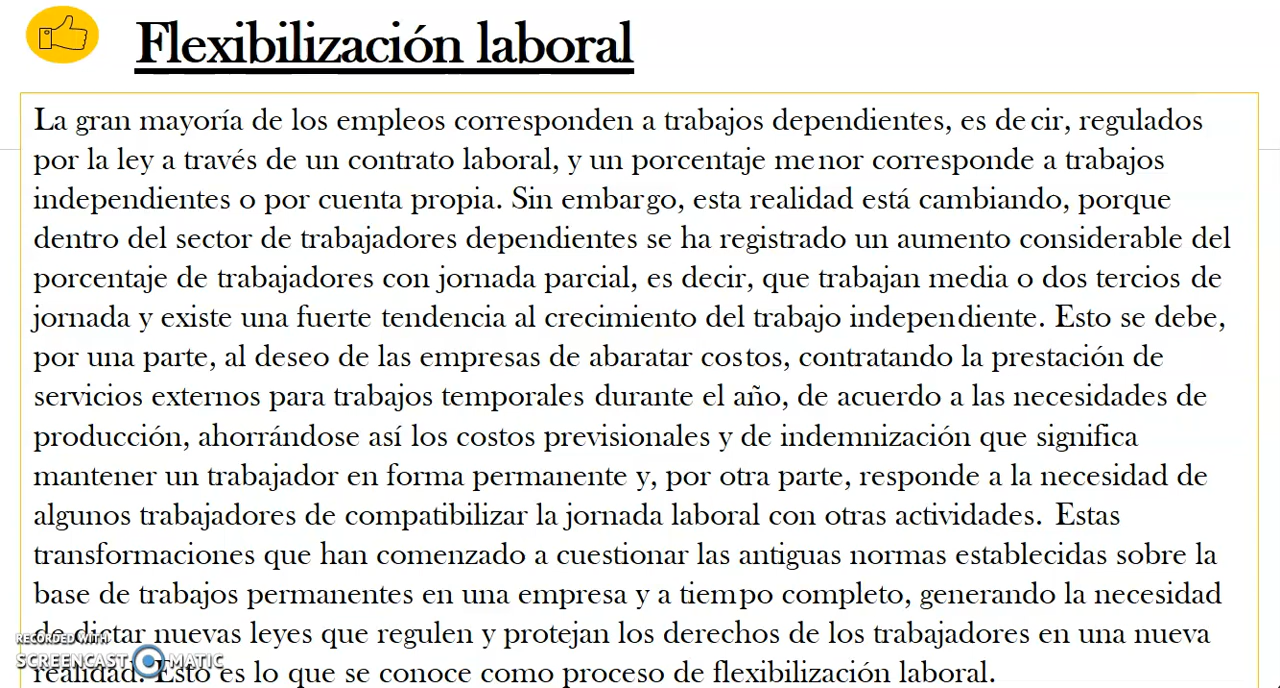 Flexibilización laboral
La gran mayoría de los empleos corresponden a trabajos dependientes, es decir, regulados
por la ley a través de un contrato laboral, y un porcentaje menor corresponde a trabajos
independientes o por cuenta propia. Sin embargo, esta realidad está cambiando, porque
dentro del sector de trabajadores dependientes se ha registrado un aumento considerable del
porcentaje de trabajadores con jornada parcial, es decir, que trabajan media o dos tercios de
jornada y existe una fuerte tendencia al crecimiento del trabajo independiente. Esto se debe,
por una parte, al deseo de las empresas de abaratar costos, contratando la prestación de
servicios externos para trabajos temporales durante el año, de acuerdo a las necesidades de
producción, ahorrándose así los costos previsionales y de indemnización que significa
mantener un trabajador en forma permanente y, por otra parte, responde a la necesidad de
algunos trabajadores de compatibilizar la jornada laboral con otras actividades. Estas
transformaciones que han comenzado a cuestionar las antiguas normas establecidas sobre la
base de trabajos permanentes en una empresa y a tiempo completo, generando la necesidad
de dictar nuevas leyes que regulen y protejan los derechos de los trabajadores en una nueva
realidad. Esto es lo que se conoce como proceso de flexibilización laboral.
RECORDED WITH
SCREENCAST-O-MATIC